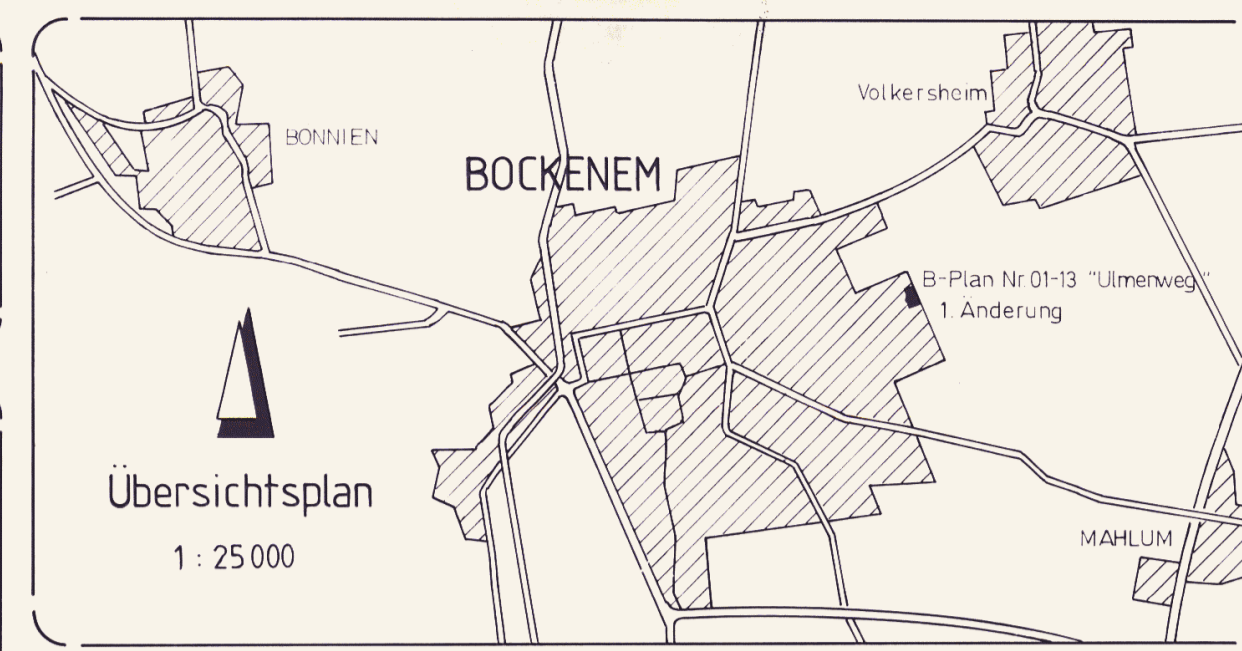 BONNIEN
Volkersheim
BOCKENEM
B-Plan Nr. 01-13 "Ulmenweg"
1. Änderung
Übersichtsplan
1 : 25 000
MAHLUM